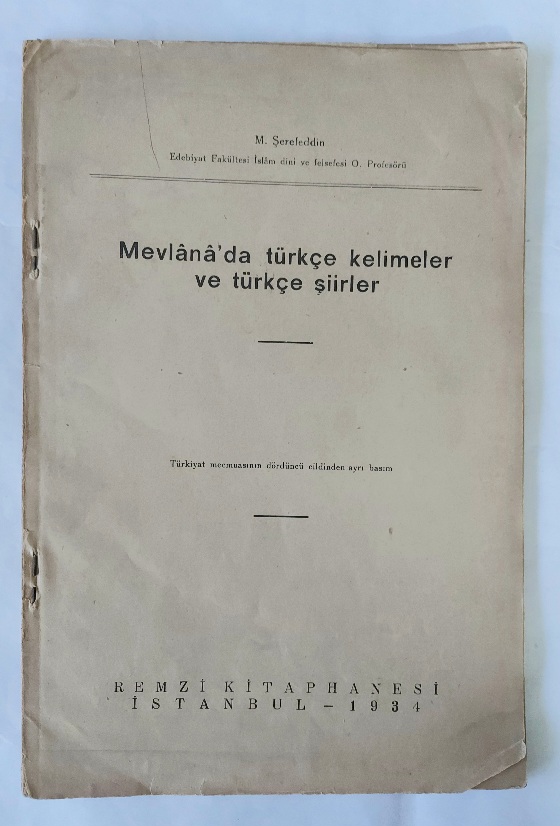 M. Şerefeddin
Edebiyat Fakültesi İslâm dini ve felsefesi O. Profesörü
Mevlânâ'da türkçe kelimeler
ve türkçe şiirler
Türkiyat mecmuasının dördüncü cildinden ayrı basım
REMZİ KİTAPHANESİ
İSTANBUL – 1934